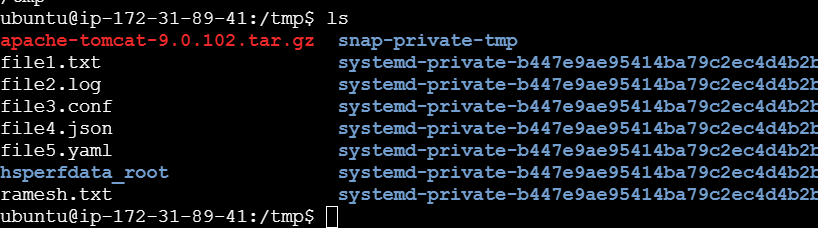 ubuntu@ip-172-31-89-41:/tmp$ ls
apache-tomcat-9.0.102.tar.gz  snap-private-tmp
file1.txt                     systemd-private-b447e9ae95414ba79c2ec4d4b2b
file2.log                     systemd-private-b447e9ae95414ba79c2ec4d4b2b
file3.conf                    systemd-private-b447e9ae95414ba79c2ec4d4b2b
file4.json                    systemd-private-b447e9ae95414ba79c2ec4d4b2b
file5.yaml                    systemd-private-b447e9ae95414ba79c2ec4d4b2b
hsperfdata_root               systemd-private-b447e9ae95414ba79c2ec4d4b2b
ramesh.txt                    systemd-private-b447e9ae95414ba79c2ec4d4b2b
ubuntu@ip-172-31-89-41:/tmp$